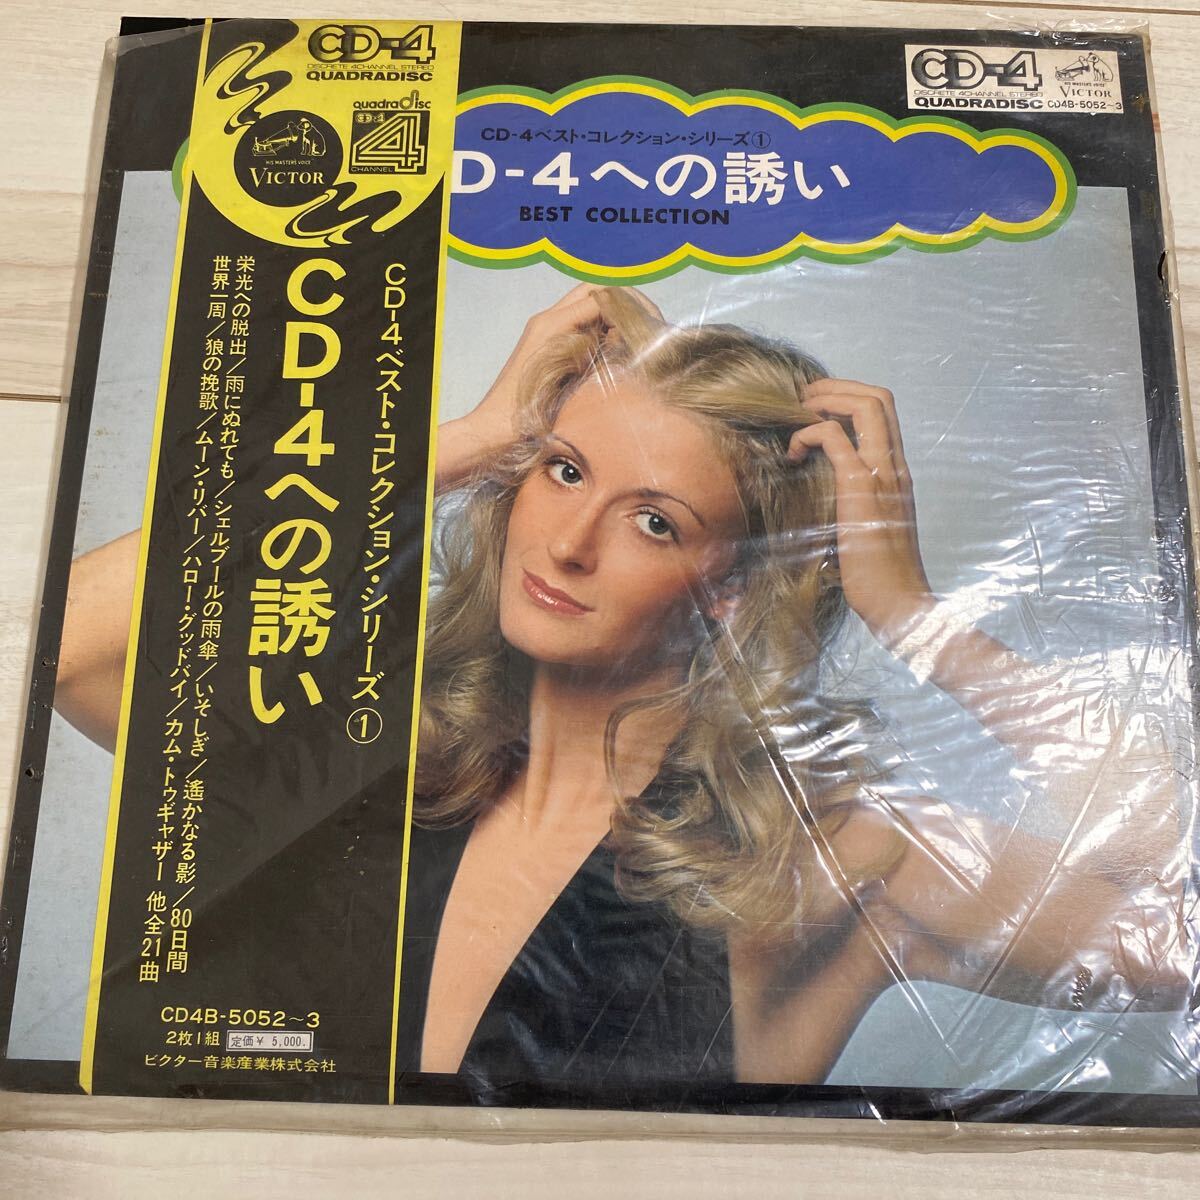 CD-4
DISCRETE 4CHANNEL STEREO
QUADRADISC
quadradisc
CD-4
4
CHANNEL
HIS MASTER'S VOICE
VICTOR
CD-4ベスト・コレクション・シリーズ①
CD-4への誘い
栄光への脱出/雨にぬれても/シェルブールの雨傘/いそしぎ/遙かなる影/80日間
世界一周/狼の挽歌/ムーン・リバー/ハロー・グッドバイ/カム・トゥギャザー 他全21曲
CD4B-5052~3
2枚1組 定価¥ 5,000.
ビクター音楽産業株式会社
CD-4
DISCRETE 4CHANNEL STEREO
QUADRADISC
HIS MASTER'S VOICE
VICTOR
CD4B-5052~3
CD-4ベスト・コレクション・シリーズ①
D-4への誘い
BEST COLLECTION